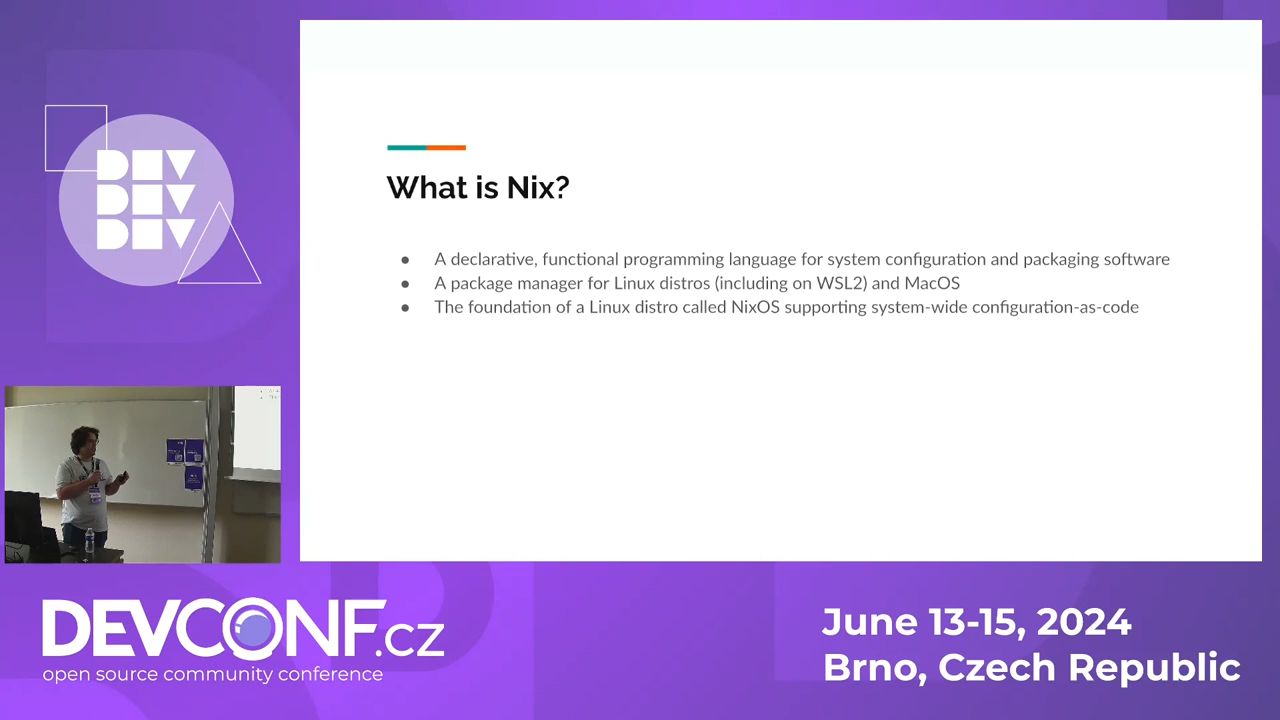 DEV
DEV
DEV
What is Nix?
● A declarative, functional programming language for system configuration and packaging software
● A package manager for Linux distros (including on WSL2) and MacOS
● The foundation of a Linux distro called NixOS supporting system-wide configuration-as-code
DEVCONF.cz
open source community conference
June 13-15, 2024
Brno, Czech Republic